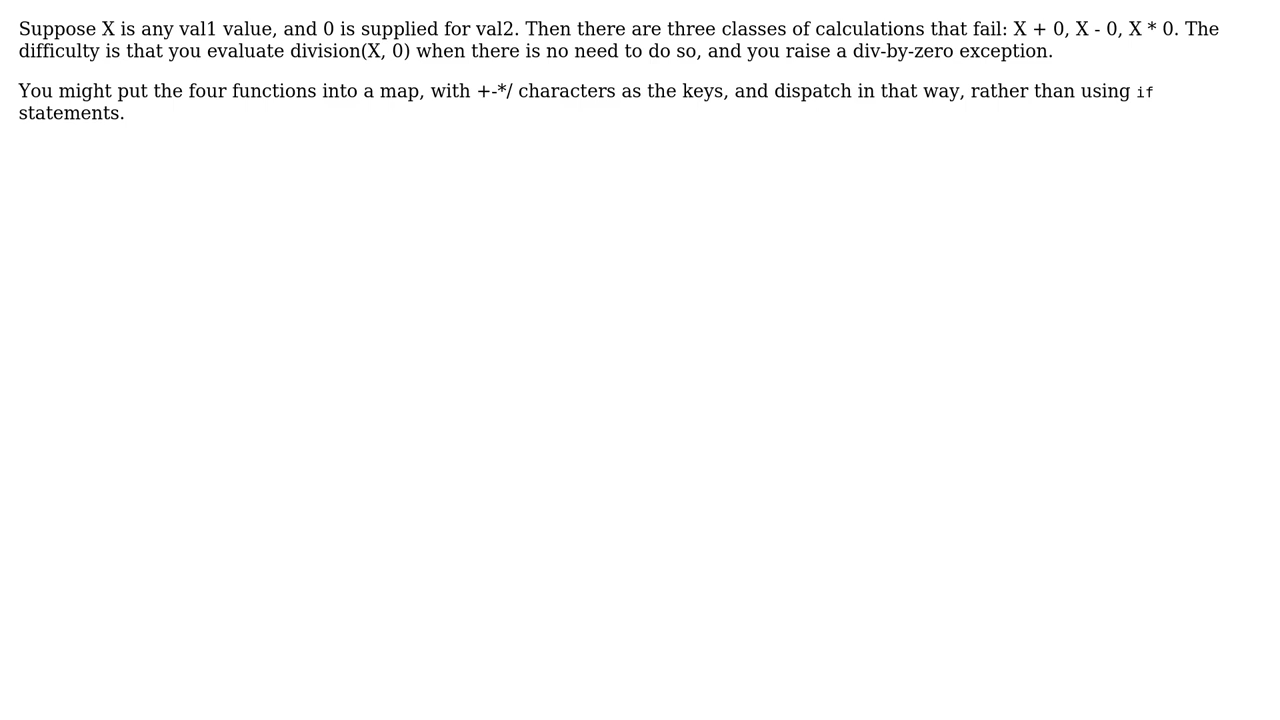 Suppose X is any val1 value, and 0 is supplied for val2. Then there are three classes of calculations that fail: X + 0, X - 0, X * 0. The
difficulty is that you evaluate division(X, 0) when there is no need to do so, and you raise a div-by-zero exception.
You might put the four functions into a map, with +-*/ characters as the keys, and dispatch in that way, rather than using if
statements.